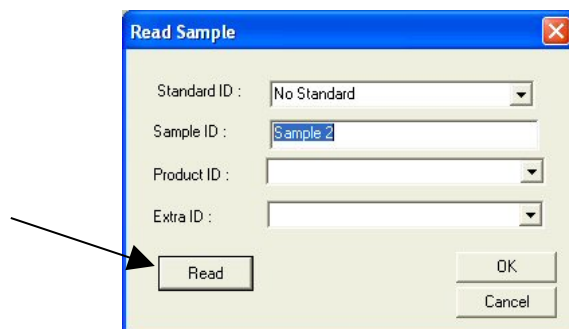 Read Sample
Standard ID : No Standard
Sample ID : Sample 2
Product ID :
Extra ID :
Read OK
Cancel